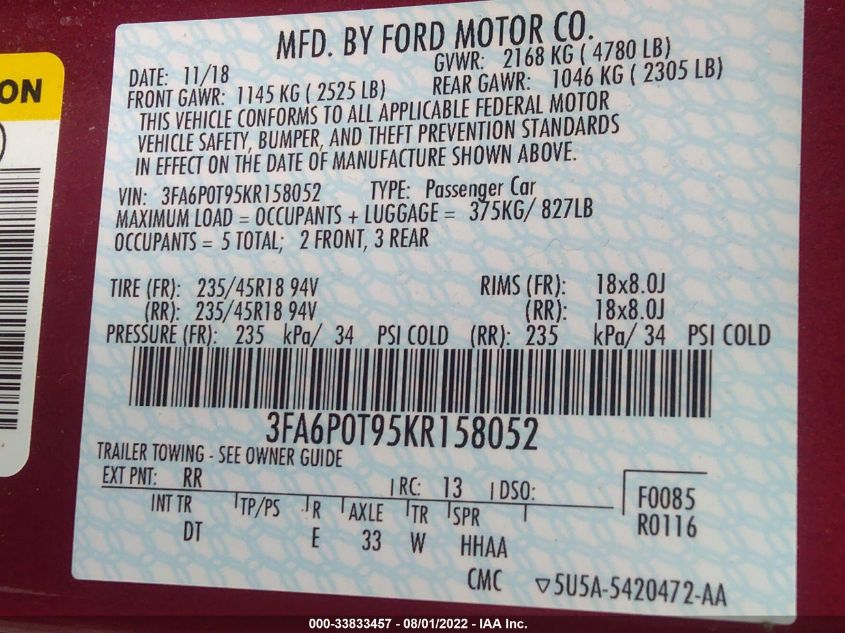 ON
MFD. BY FORD MOTOR CO.
DATE: 11/18 GVWR: 2168 KG ( 4780 LB)
FRONT GAWR: 1145 KG ( 2525 LB) REAR GAWR: 1046 KG ( 2305 LB)
THIS VEHICLE CONFORMS TO ALL APPLICABLE FEDERAL MOTOR
VEHICLE SAFETY, BUMPER, AND THEFT PREVENTION STANDARDS
IN EFFECT ON THE DATE OF MANUFACTURE SHOWN ABOVE.
VIN: 3FA6P0T95KR158052 TYPE: Passenger Car
MAXIMUM LOAD = OCCUPANTS + LUGGAGE = 375KG/ 827LB
OCCUPANTS = 5 TOTAL; 2 FRONT, 3 REAR
TIRE (FR): 235/45R18 94V RIMS (FR): 18x8.0J
(RR): 235/45R18 94V (RR): 18x8.0J
PRESSURE (FR): 235 kPa/ 34 PSI COLD (RR): 235 kPa/ 34 PSI COLD
3FA6P0T95KR158052
TRAILER TOWING - SEE OWNER GUIDE
EXT PNT: RR RC: 13 DSO: F0085
INT TR TP/PS R AXLE TR SPR R0116
DT E 33 W HHAA
CMC ▽5U5A-5420472-AA
000-33833457 - 08/01/2022 - IAA Inc.